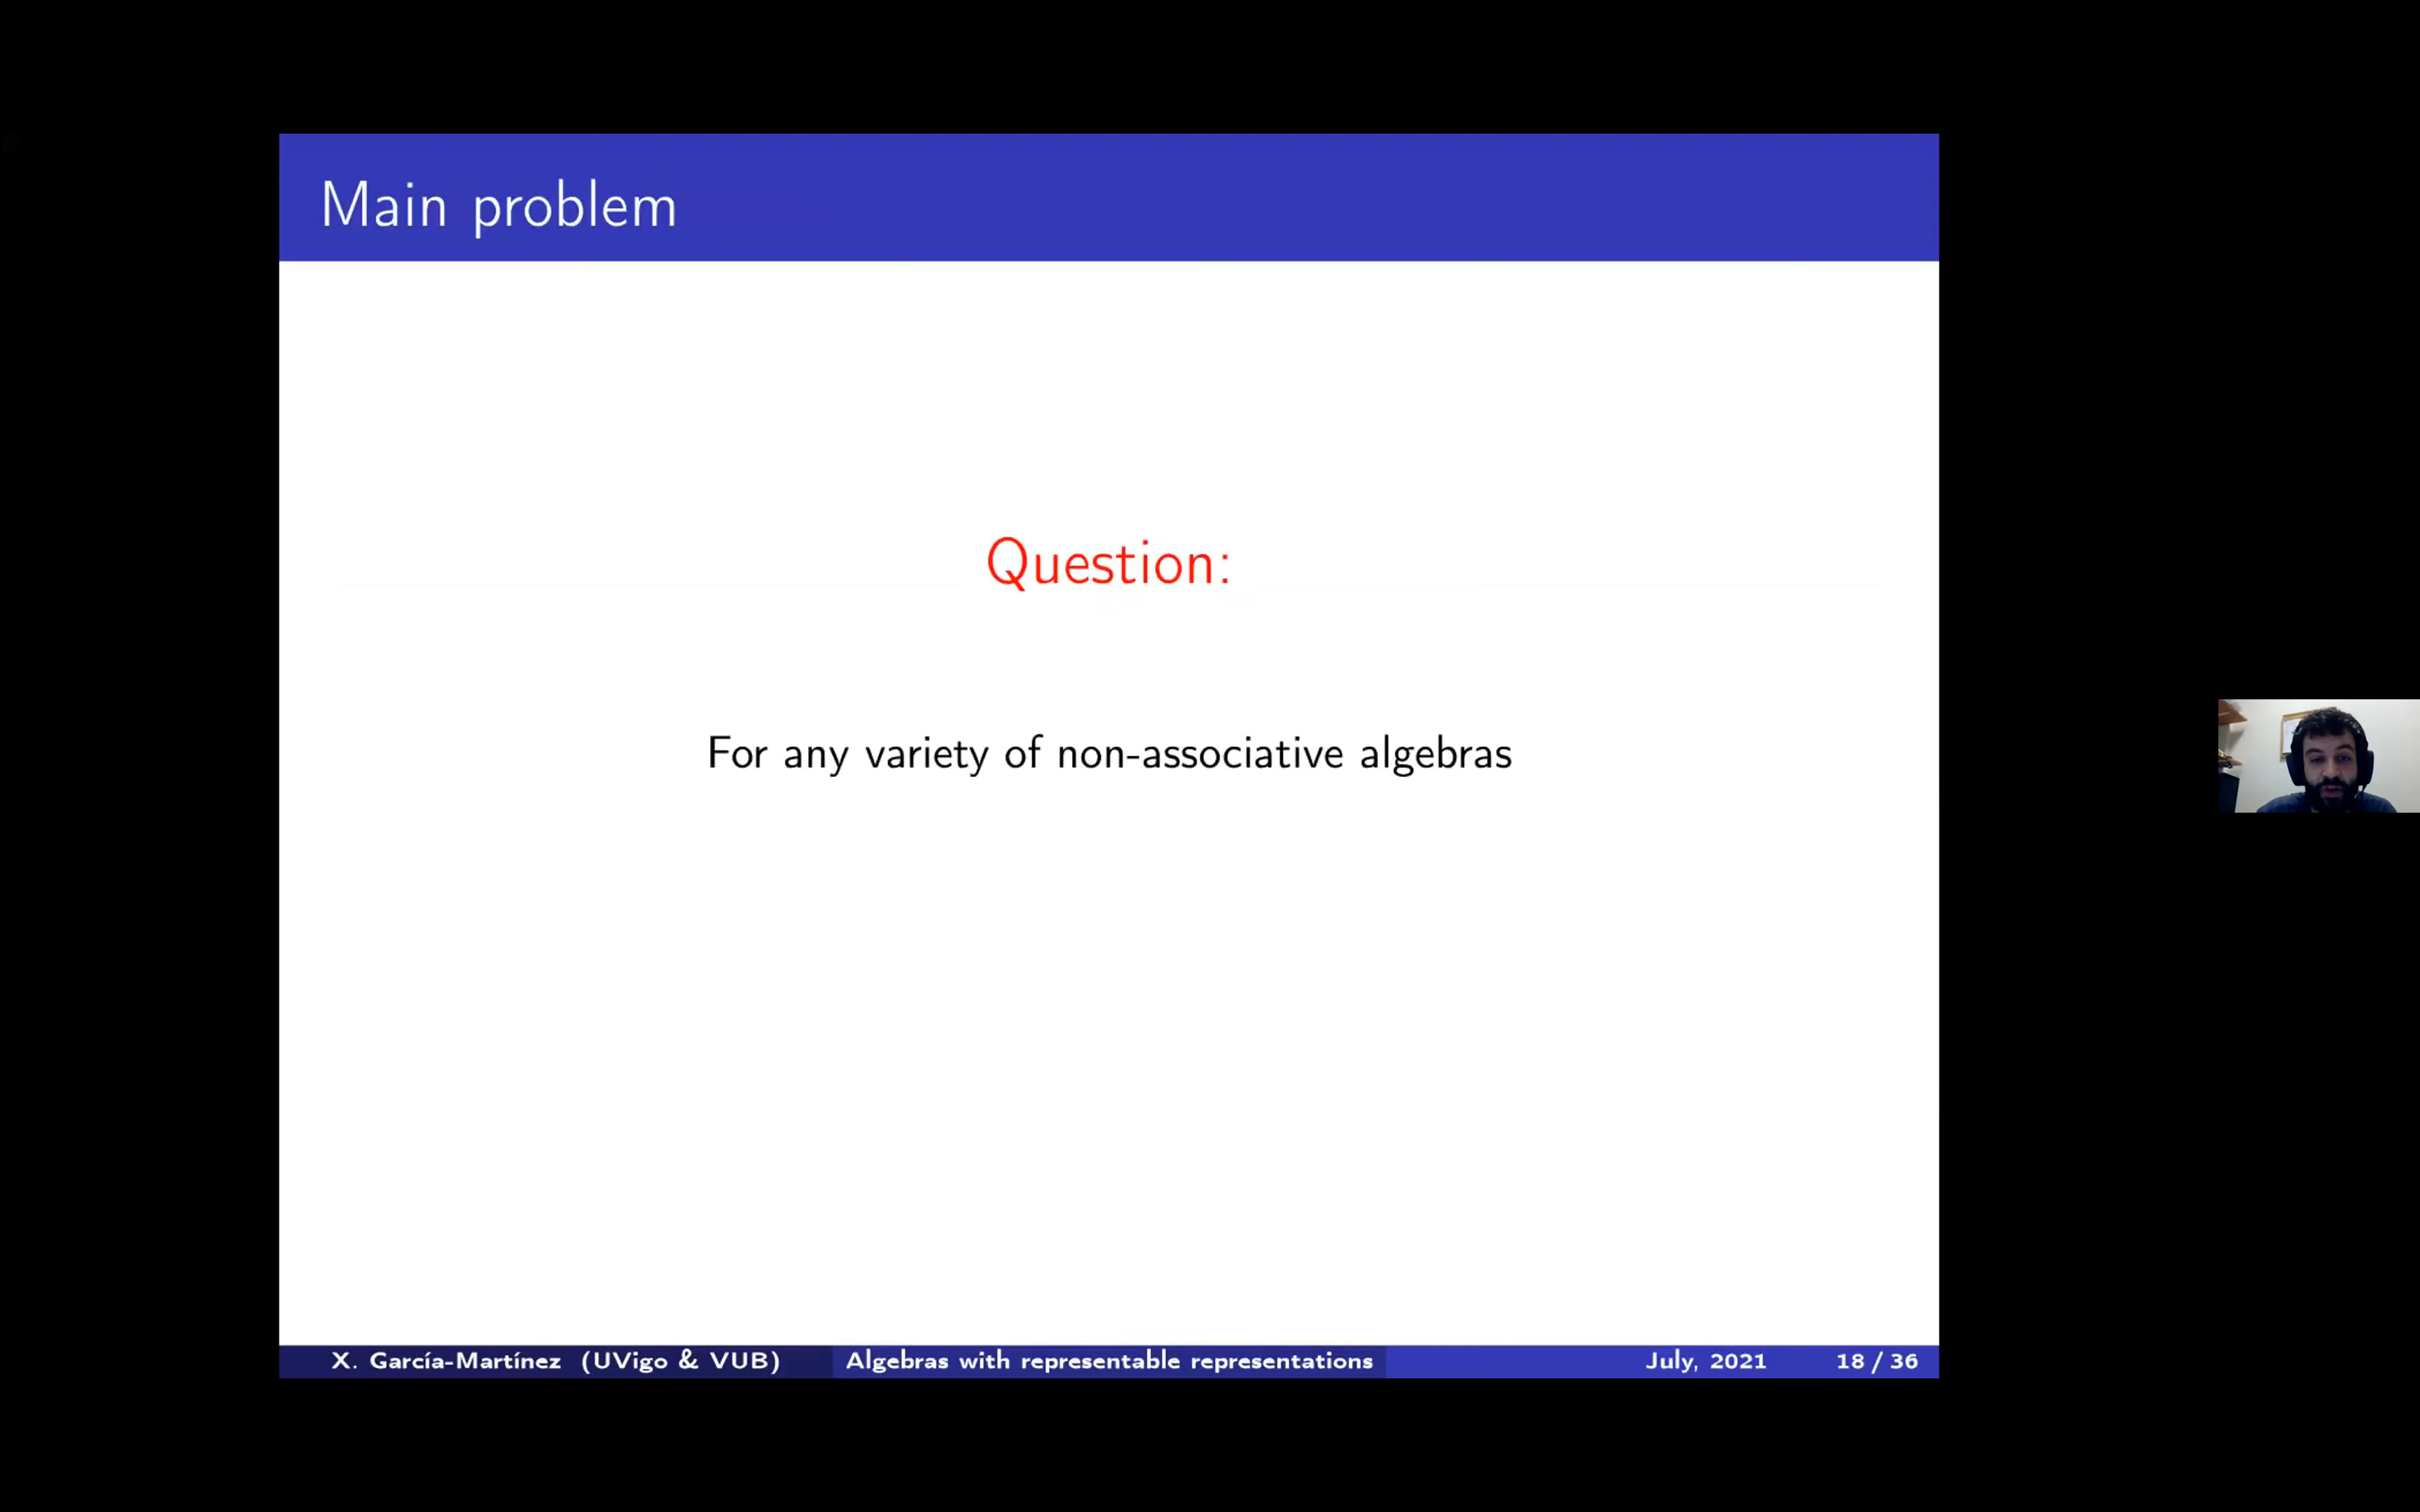 Main problem
Question:
For any variety of non-associative algebras
X. García-Martínez (UVigo & VUB) Algebras with representable representations July, 2021 18 / 36